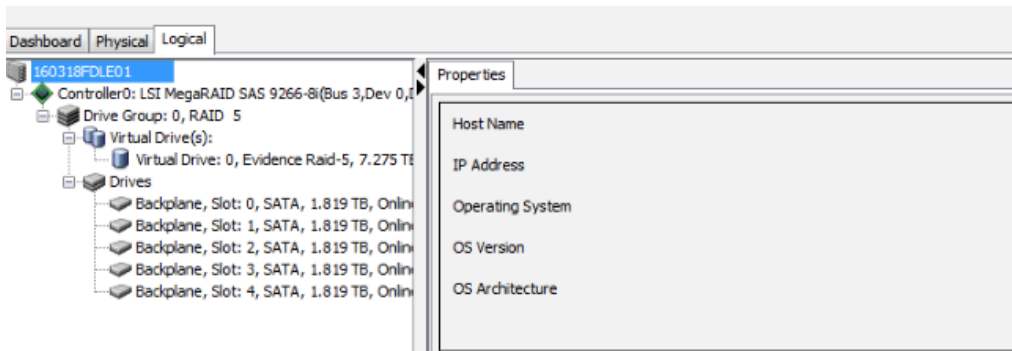 Dashboard Physical Logical
160318FDLE01
Controller0: LSI MegaRAID SAS 9266-8i(Bus 3,Dev 0,
Drive Group: 0, RAID 5
Virtual Drive(s):
Virtual Drive: 0, Evidence Raid-5, 7.275 TE
Drives
Backplane, Slot: 0, SATA, 1.819 TB, Onlin
Backplane, Slot: 1, SATA, 1.819 TB, Onlin
Backplane, Slot: 2, SATA, 1.819 TB, Onlin
Backplane, Slot: 3, SATA, 1.819 TB, Onlin
Backplane, Slot: 4, SATA, 1.819 TB, Onlin
Properties
Host Name
IP Address
Operating System
OS Version
OS Architecture